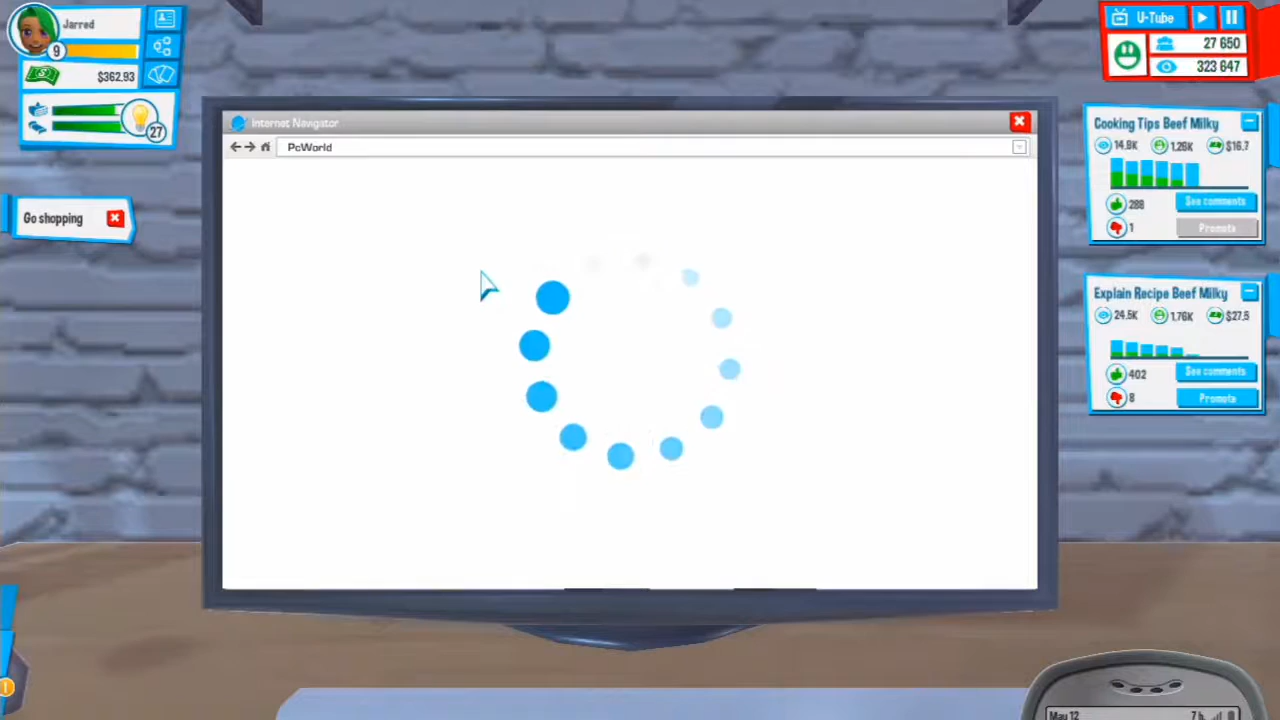 Jarred
9
$362.93
27
Go shopping
Internet Navigator
PcWorld
U-Tube
27 650
323 647
Cooking Tips Beef Milky
14.8K 1.26K $16.7
288
See comments
1
Promote
Explain Recipe Beef Milky
24.5K 1.76K $27.5
402
See comments
8
Promote
May 12
7 h